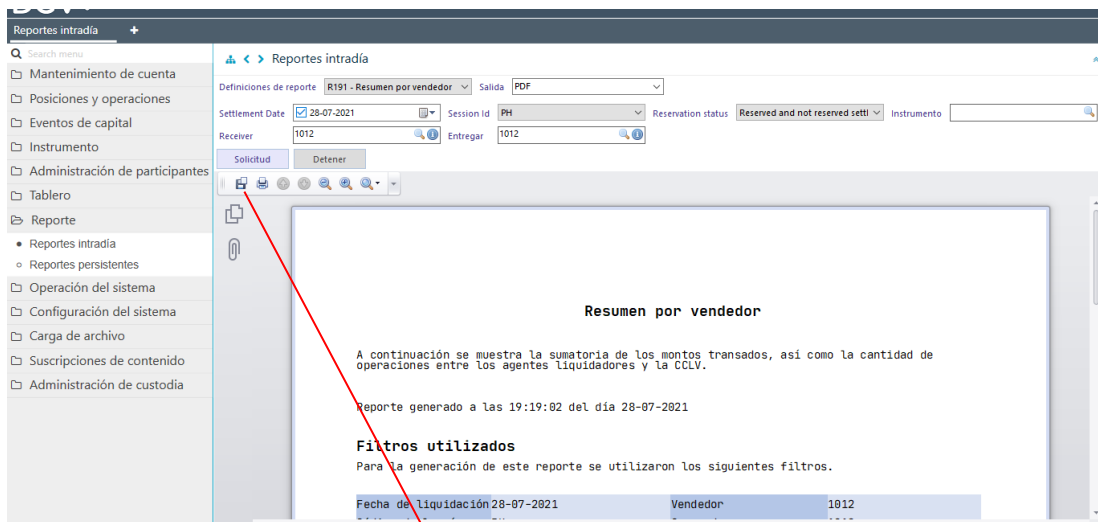 Reportes intradía +
Search menu
Mantenimiento de cuenta
Posiciones y operaciones
Eventos de capital
Instrumento
Administración de participantes
Tablero
Reporte
Reportes intradía
Reportes persistentes
Operación del sistema
Configuración del sistema
Carga de archivo
Suscripciones de contenido
Administración de custodia
Reportes intradía
Definiciones de reporte R191 - Resumen por vendedor Salida PDF
Settlement Date 28-07-2021 Session Id PH Reservation status Reserved and not reserved settl Instrumento
Receiver 1012 Entregar 1012
Solicitud Detener
Resumen por vendedor
A continuación se muestra la sumatoria de los montos transados, asi como la cantidad de
operaciones entre los agentes liquidadores y la CCLV.
Reporte generado a las 19:19:02 del día 28-07-2021
Filtros utilizados
Para la generación de este reporte se utilizaron los siguientes filtros.
Fecha de liquidación 28-07-2021 Vendedor 1012